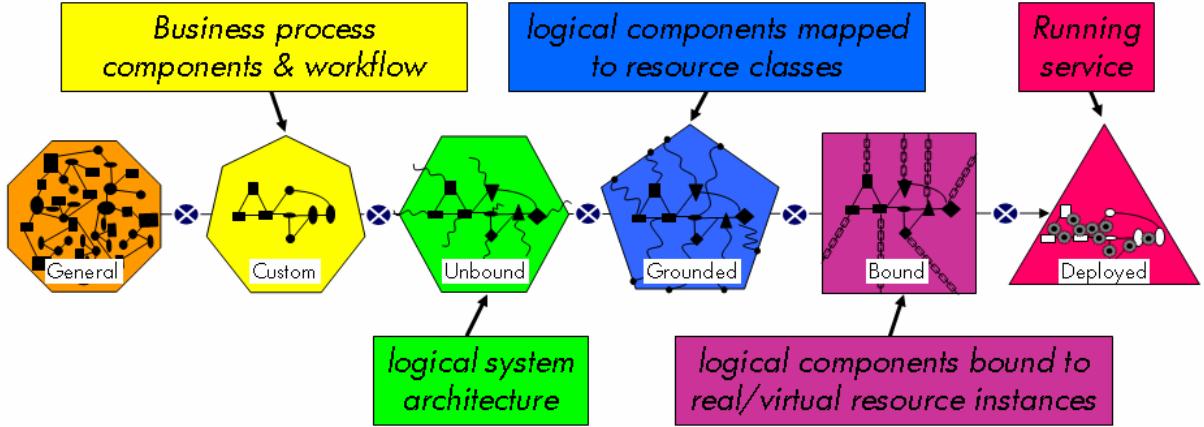 Business process
components & workflow
logical components mapped
to resource classes
Running
service
General
Custom
Unbound
Grounded
Bound
Deployed
logical system
architecture
logical components bound to
real/virtual resource instances